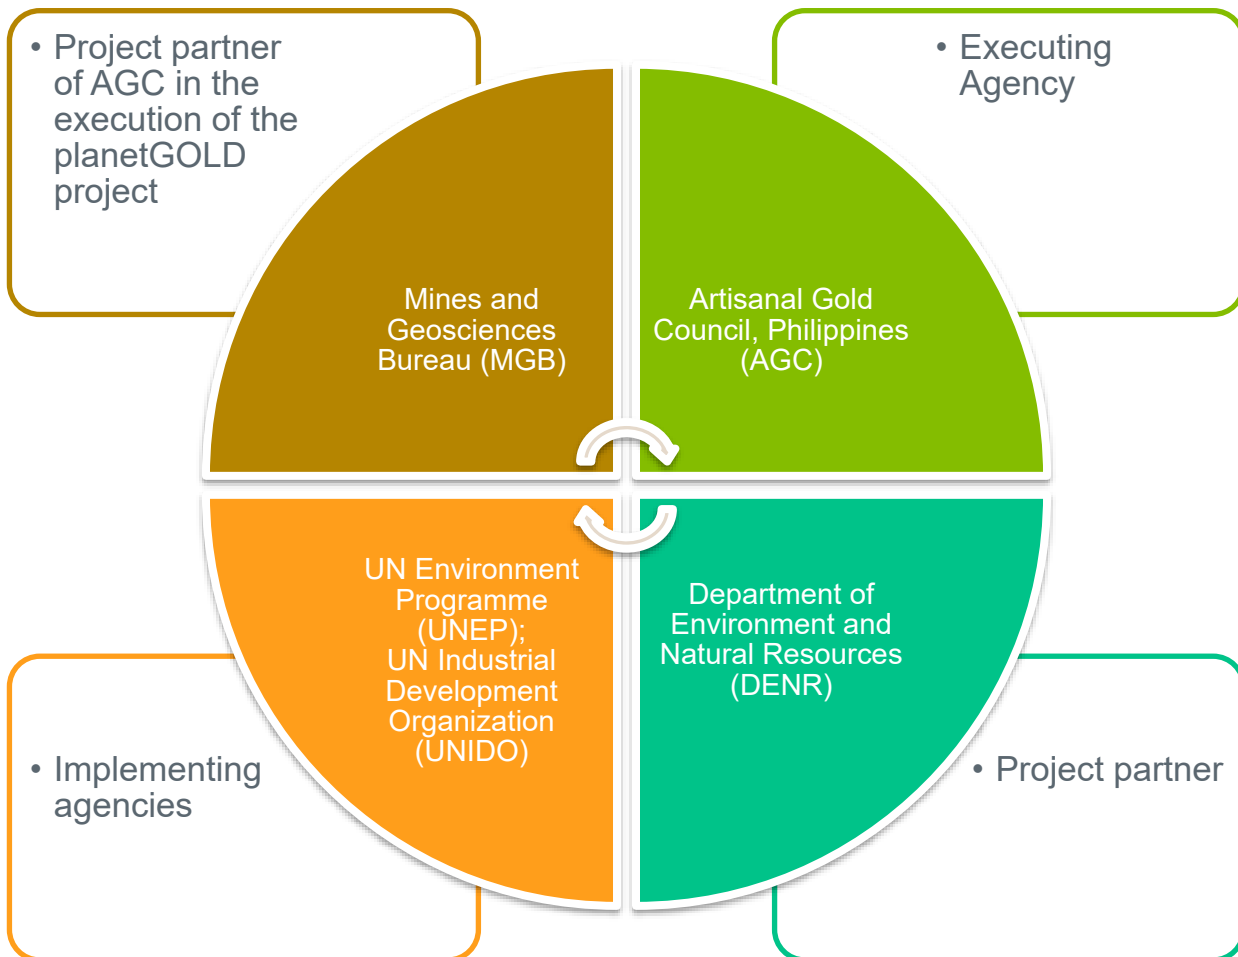 • Project partner
of AGC in the
execution of the
planetGOLD
project
• Executing
Agency
Mines and
Geosciences
Bureau (MGB)
Artisanal Gold
Council, Philippines
(AGC)
UN Environment
Programme
(UNEP);
UN Industrial
Development
Organization
(UNIDO)
Department of
Environment and
Natural Resources
(DENR)
• Implementing
agencies
• Project partner